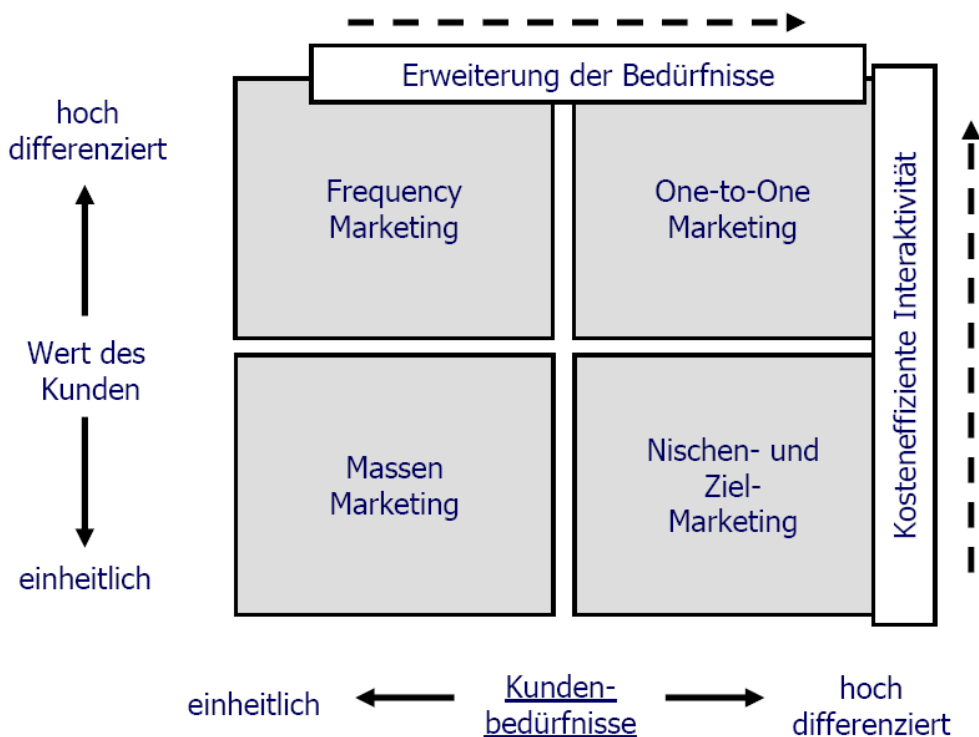 Erweiterung der Bedürfnisse
hoch
differenziert
Frequency
Marketing
One-to-One
Marketing
Kosteneffiziente Interaktivität
Wert des
Kunden
Massen
Marketing
Nischen- und
Ziel-
Marketing
einheitlich
einheitlich
Kunden-
bedürfnisse
hoch
differenziert